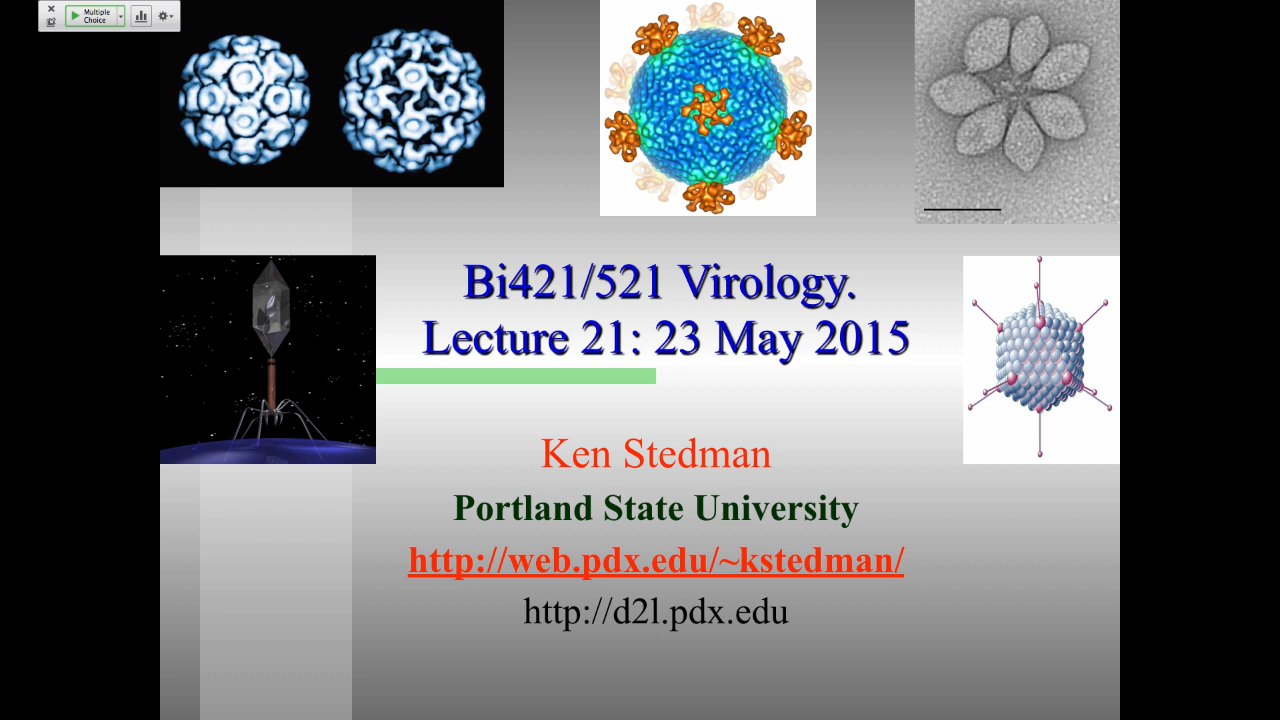 Multiple
Choice
Bi421/521 Virology.
Lecture 21: 23 May 2015
Ken Stedman
Portland State University
http://web.pdx.edu/~kstedman/
http://d2l.pdx.edu